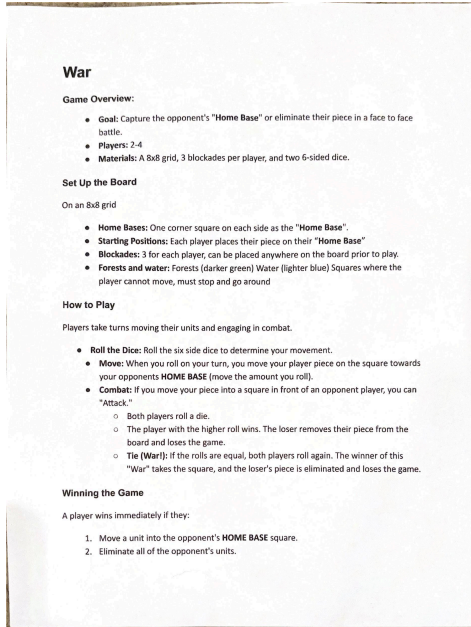 War
Game Overview:
● Goal: Capture the opponent's "Home Base" or eliminate their piece in a face to face
battle.
● Players: 2-4
● Materials: A 8x8 grid, 3 blockades per player, and two 6-sided dice.
Set Up the Board
On an 8x8 grid
● Home Bases: One corner square on each side as the "Home Base".
● Starting Positions: Each player places their piece on their "Home Base"
● Blockades: 3 for each player, can be placed anywhere on the board prior to play.
● Forests and water: Forests (darker green) Water (lighter blue) Squares where the
player cannot move, must stop and go around
How to Play
Players take turns moving their units and engaging in combat.
● Roll the Dice: Roll the six side dice to determine your movement.
● Move: When you roll on your turn, you move your player piece on the square towards
your opponents HOME BASE (move the amount you roll).
● Combat: If you move your piece into a square in front of an opponent player, you can
"Attack."
○ Both players roll a die.
○ The player with the higher roll wins. The loser removes their piece from the
board and loses the game.
○ Tie (War!): If the rolls are equal, both players roll again. The winner of this
"War" takes the square, and the loser's piece is eliminated and loses the game.
Winning the Game
A player wins immediately if they:
1. Move a unit into the opponent's HOME BASE square.
2. Eliminate all of the opponent's units.